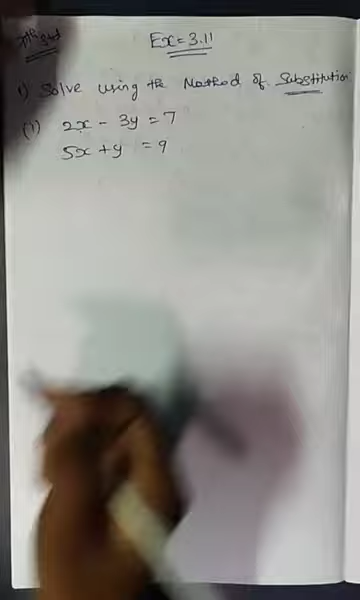 Ex = 3.11
1) Solve using the Method of Substitution
(i) 2x - 3y = 7
5x + y = 9